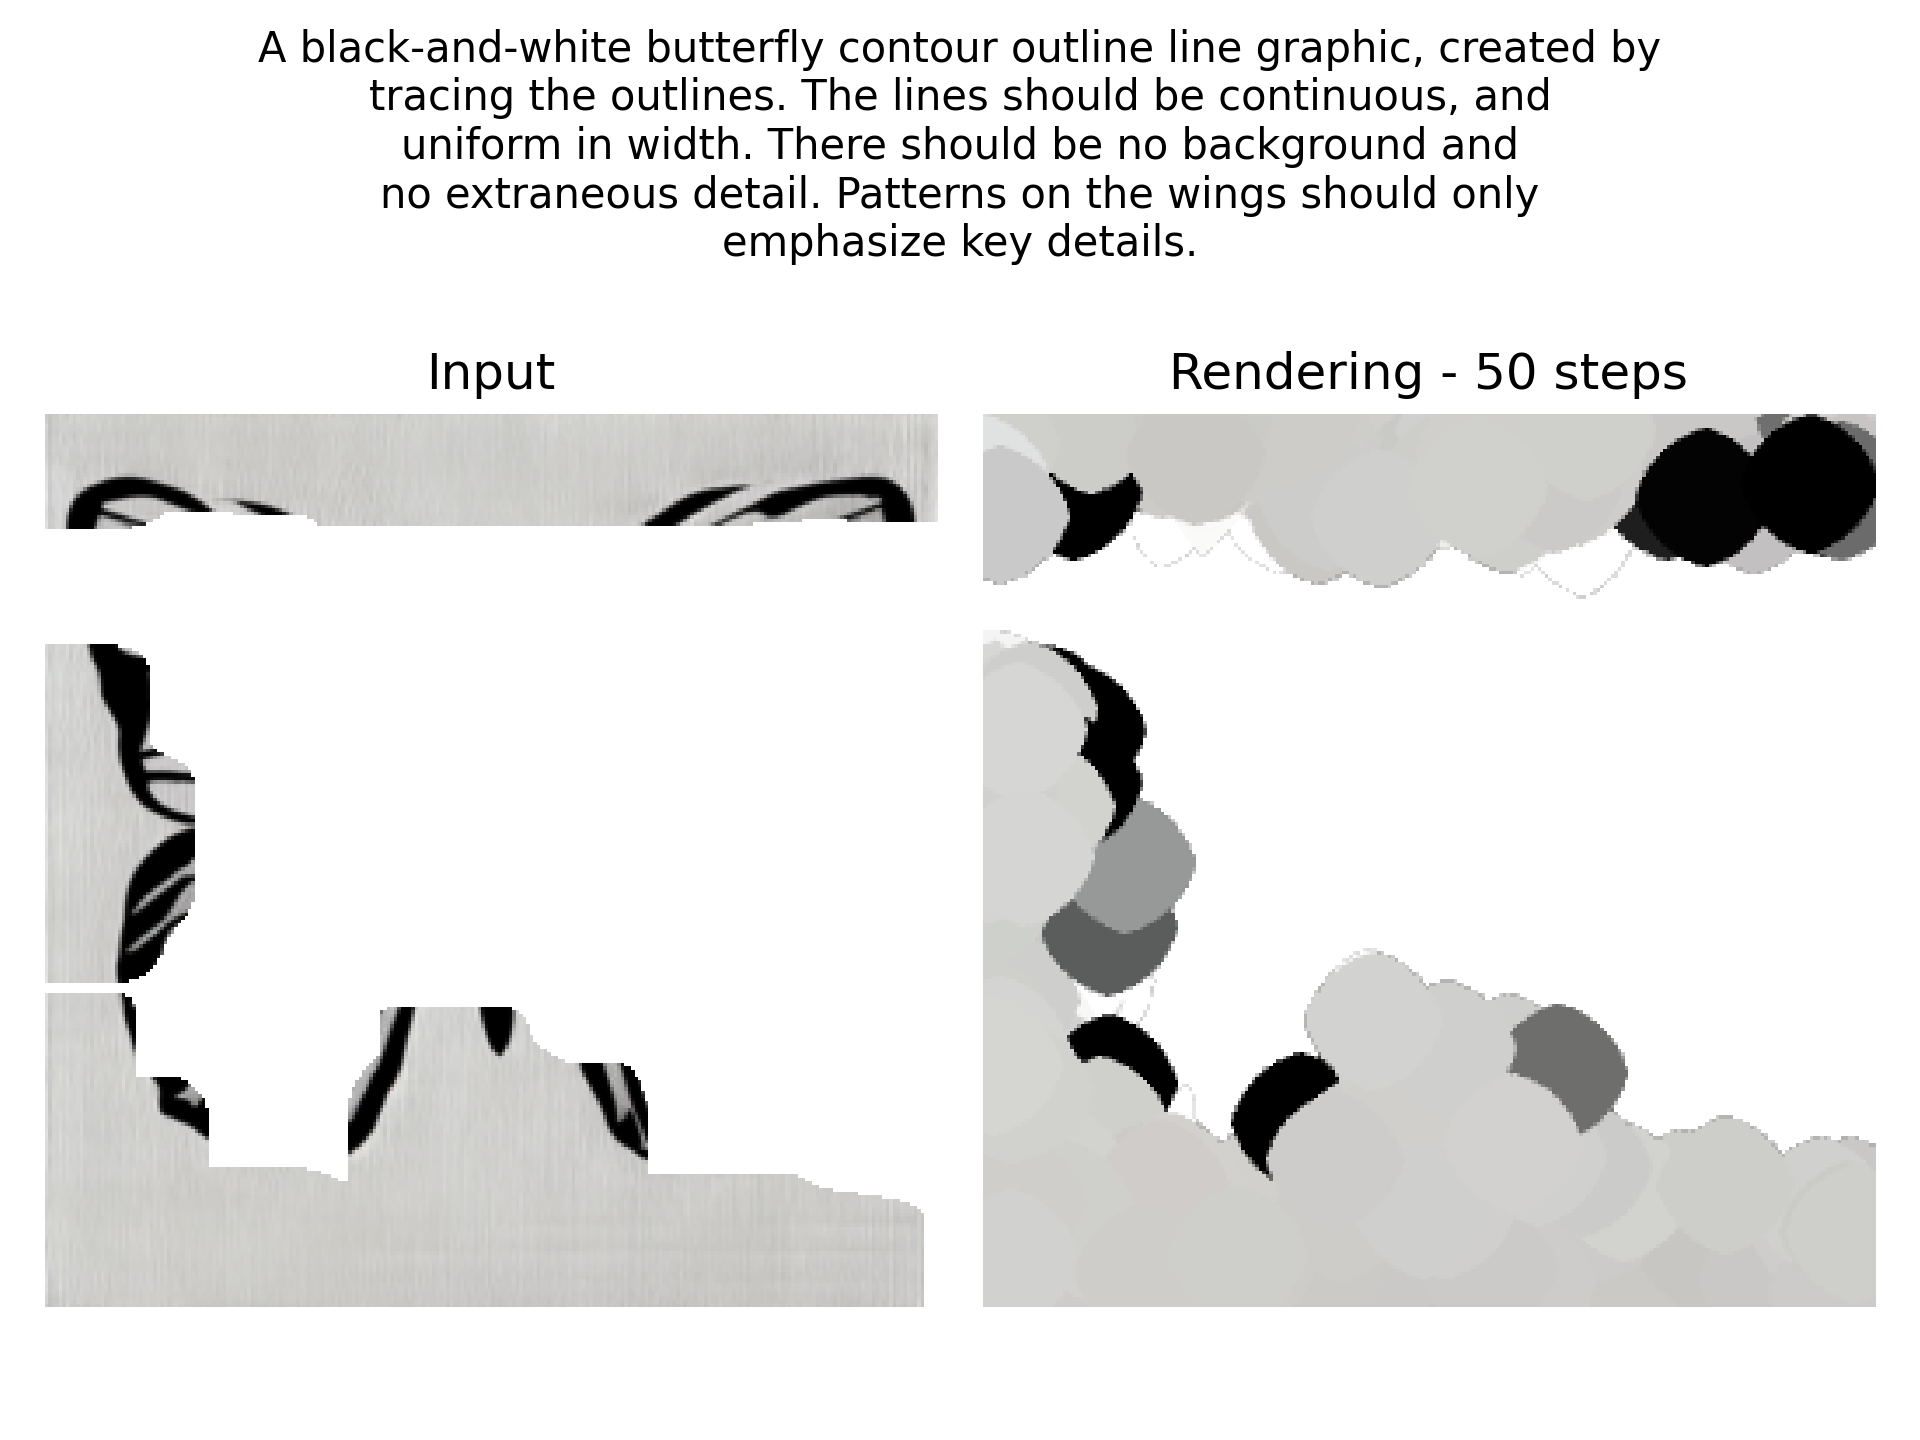 A black-and-white butterfly contour outline line graphic, created by
tracing the outlines. The lines should be continuous, and
uniform in width. There should be no background and
no extraneous detail. Patterns on the wings should only
emphasize key details.
Input
Rendering - 50 steps